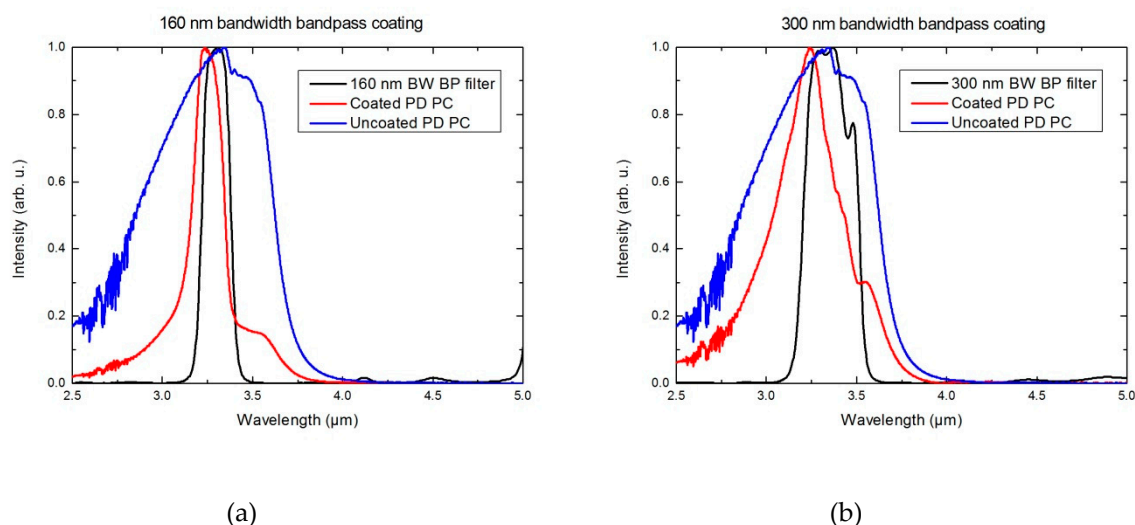 160 nm bandwidth bandpass coating
1.0
0.8
0.6
0.4
0.2
0.0
Intensity (arb. u.)
160 nm BW BP filter
Coated PD PC
Uncoated PD PC
2.5 3.0 3.5 4.0 4.5 5.0
Wavelength (µm)
(a)
300 nm bandwidth bandpass coating
1.0
0.8
0.6
0.4
0.2
0.0
Intensity (arb. u.)
300 nm BW BP filter
Coated PD PC
Uncoated PD PC
2.5 3.0 3.5 4.0 4.5 5.0
Wavelength (µm)
(b)